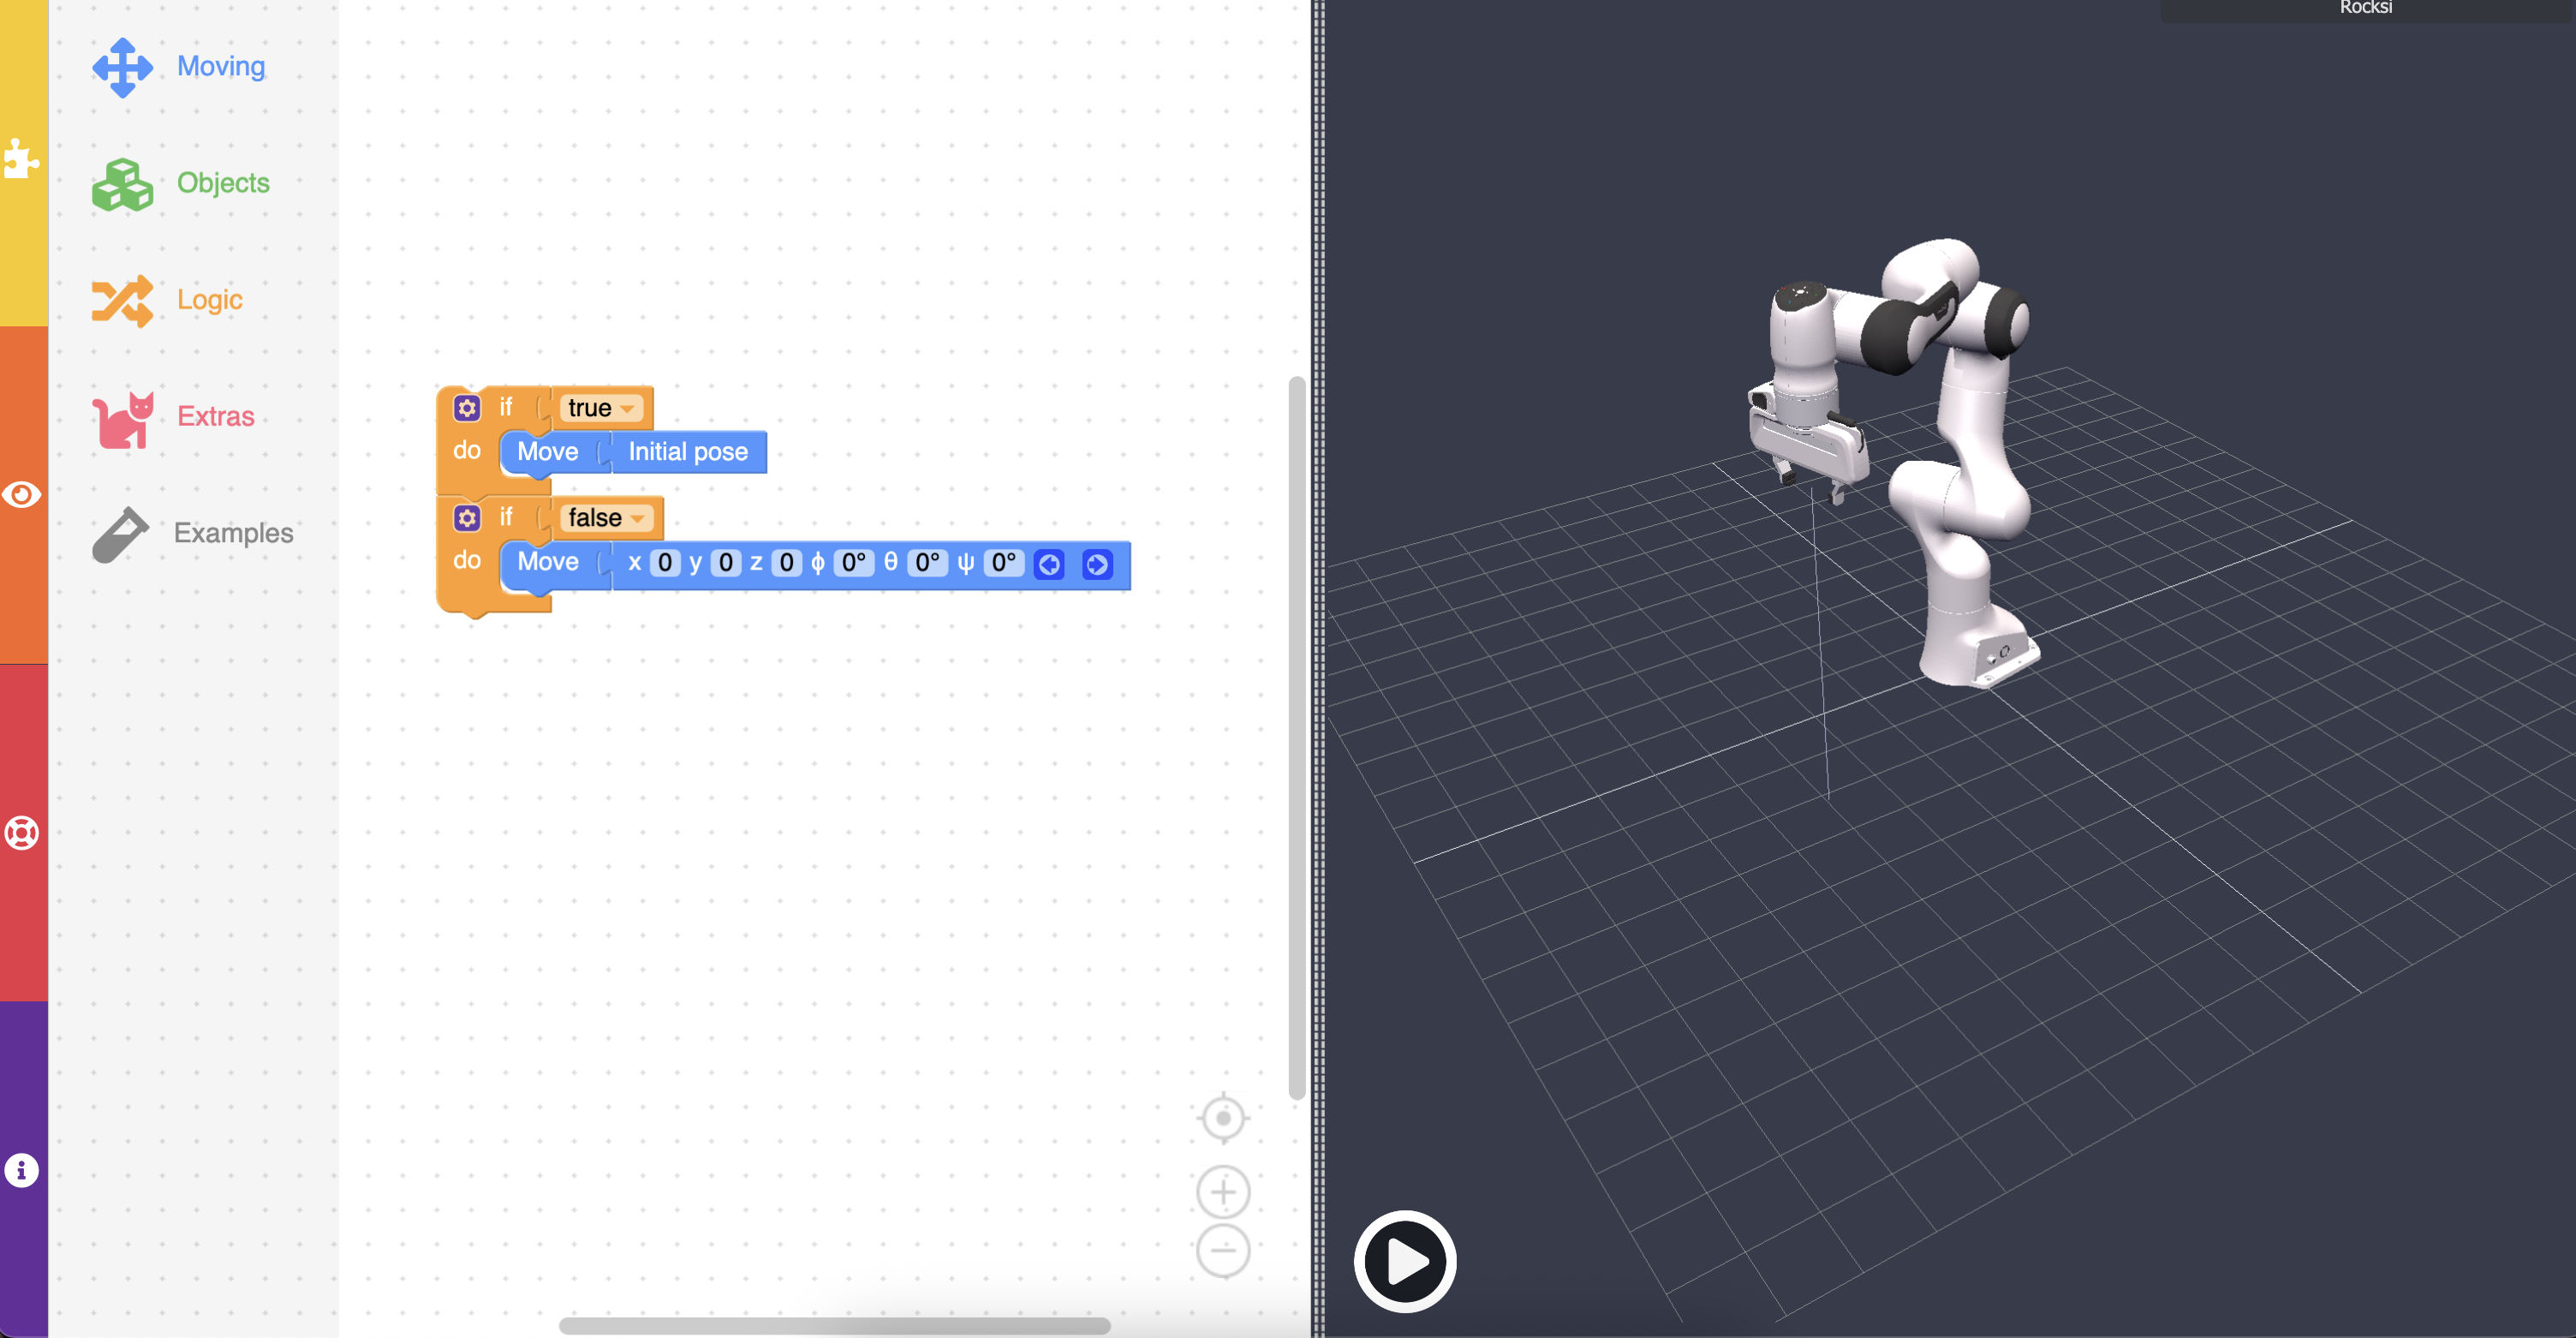 Rocksi
Moving
Objects
Logic
Extras
Examples
if true
do Move Initial pose
if false
do Move x 0 y 0 z 0 ϕ 0° θ 0° ψ 0°